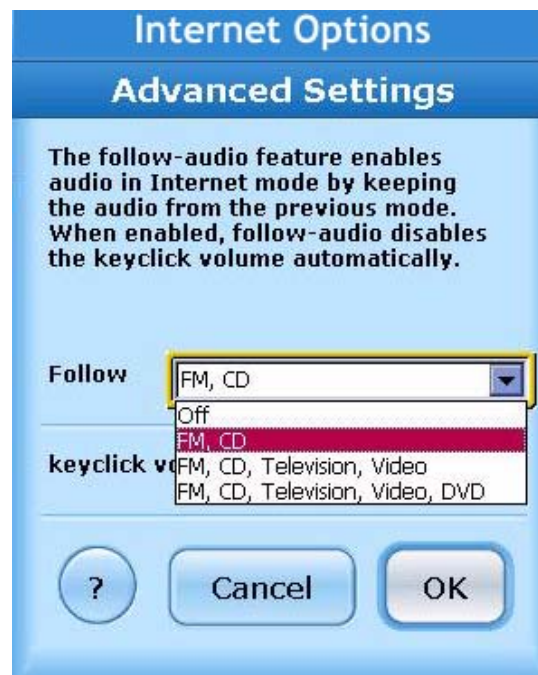 Internet Options
Advanced Settings
The follow-audio feature enables
audio in Internet mode by keeping
the audio from the previous mode.
When enabled, follow-audio disables
the keyclick volume automatically.
Follow
FM, CD
Off
FM, CD
keyclick
FM, CD, Television, Video
FM, CD, Television, Video, DVD
?
Cancel
OK